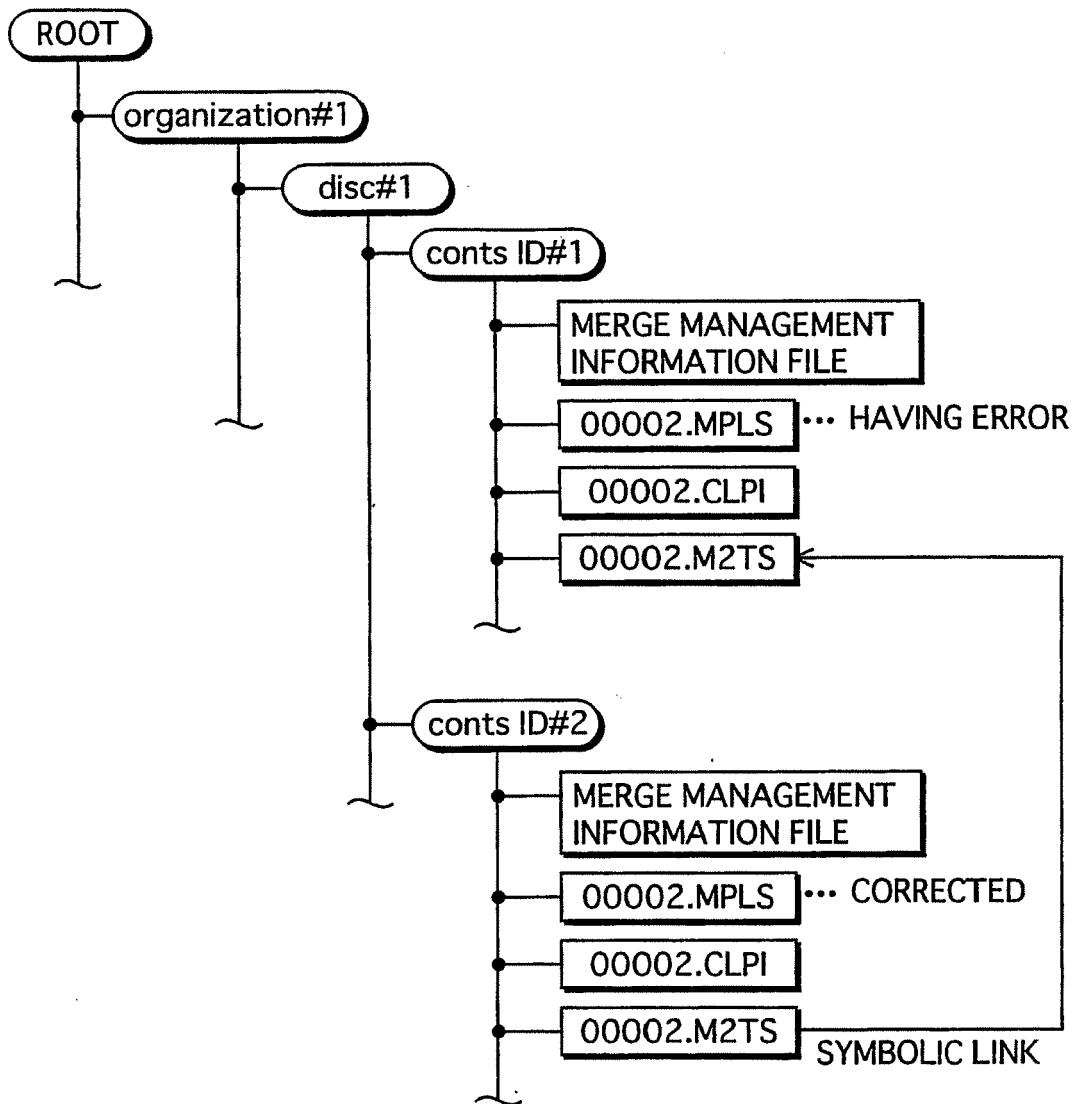 ROOT
organization#1
disc#1
conts ID#1
MERGE MANAGEMENT
INFORMATION FILE
00002.MPLS ... HAVING ERROR
00002.CLPI
00002.M2TS
conts ID#2
MERGE MANAGEMENT
INFORMATION FILE
00002.MPLS ... CORRECTED
00002.CLPI
00002.M2TS
SYMBOLIC LINK